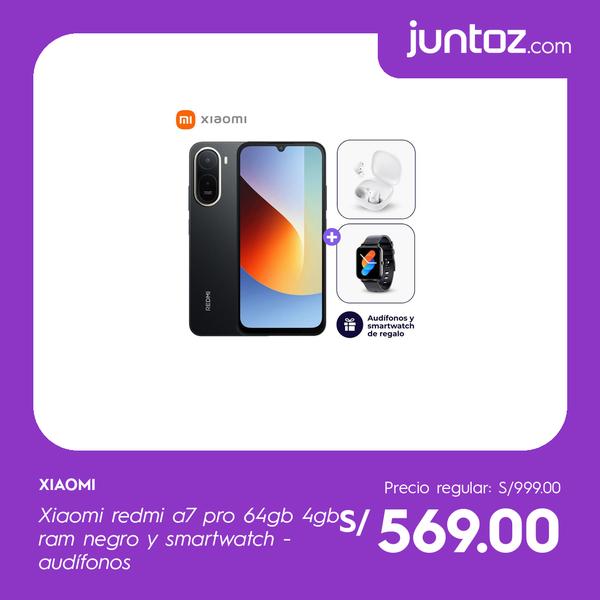 juntoz.com
mi xiaomi
REDMI
+
Audífonos y
smartwatch
de regalo
XIAOMI
Precio regular: S/999.00
Xiaomi redmi a7 pro 64gb 4gb
ram negro y smartwatch -
audífonos
S/ 569.00